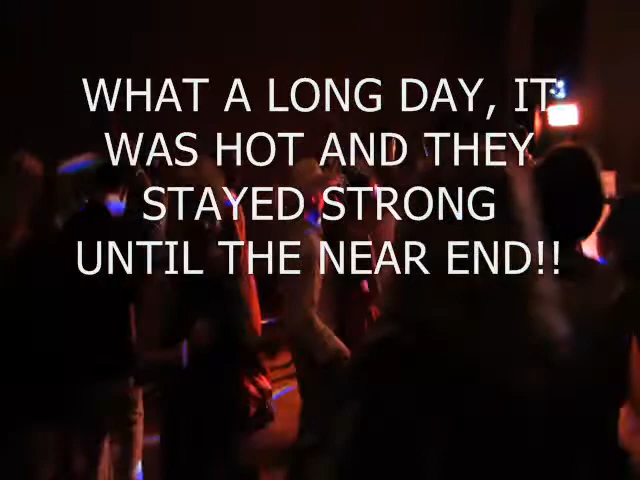 WHAT A LONG DAY, IT
WAS HOT AND THEY
STAYED STRONG
UNTIL THE NEAR END!!